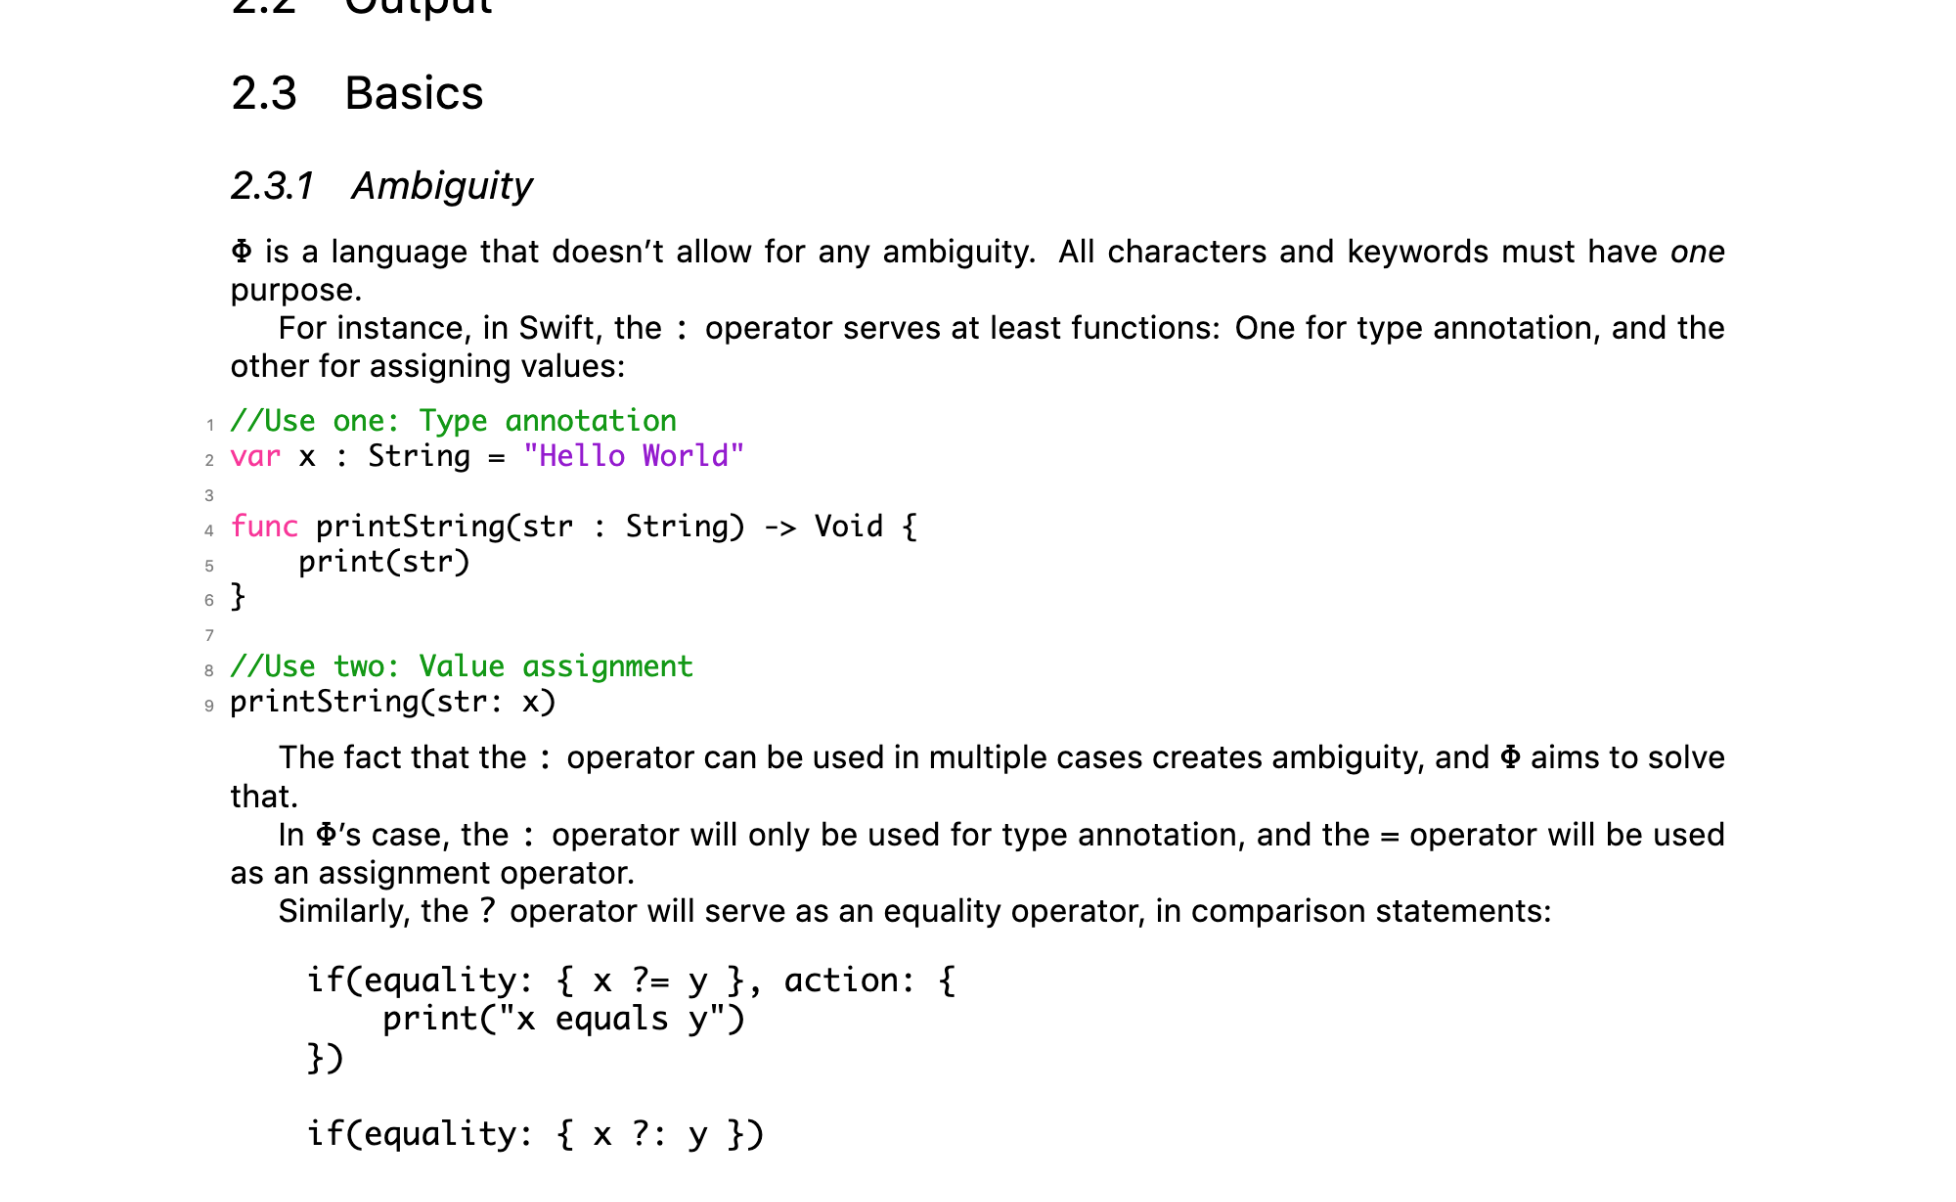 2.2 Output
2.3 Basics
2.3.1 Ambiguity
Φ is a language that doesn’t allow for any ambiguity. All characters and keywords must have one
purpose.
For instance, in Swift, the : operator serves at least functions: One for type annotation, and the
other for assigning values:
1 //Use one: Type annotation
2 var x : String = "Hello World"
3
4 func printString(str : String) -> Void {
5     print(str)
6 }
7
8 //Use two: Value assignment
9 printString(str: x)
The fact that the : operator can be used in multiple cases creates ambiguity, and Φ aims to solve
that.
In Φ’s case, the : operator will only be used for type annotation, and the = operator will be used
as an assignment operator.
Similarly, the ? operator will serve as an equality operator, in comparison statements:
if(equality: { x ?= y }, action: {
    print("x equals y")
})
if(equality: { x ?: y })